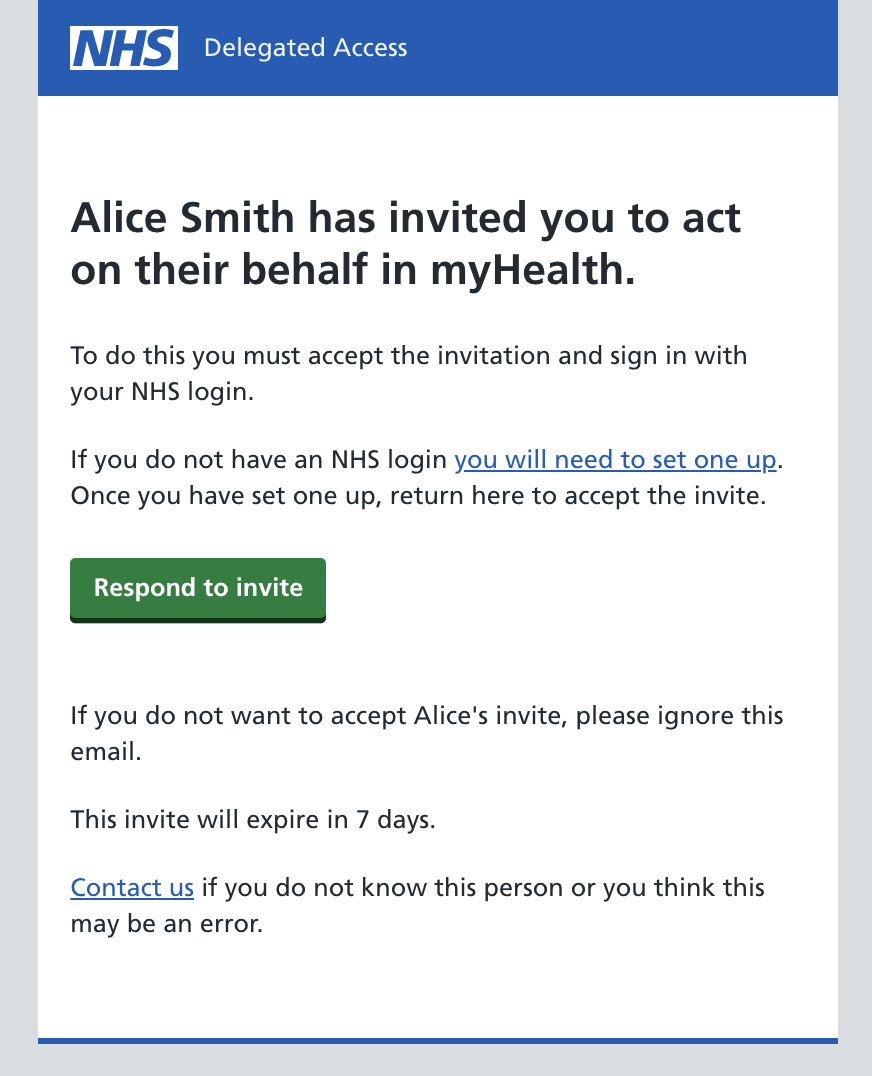 NHS Delegated Access
Alice Smith has invited you to act
on their behalf in myHealth.
To do this you must accept the invitation and sign in with
your NHS login.
If you do not have an NHS login you will need to set one up.
Once you have set one up, return here to accept the invite.
Respond to invite
If you do not want to accept Alice's invite, please ignore this
email.
This invite will expire in 7 days.
Contact us if you do not know this person or you think this
may be an error.